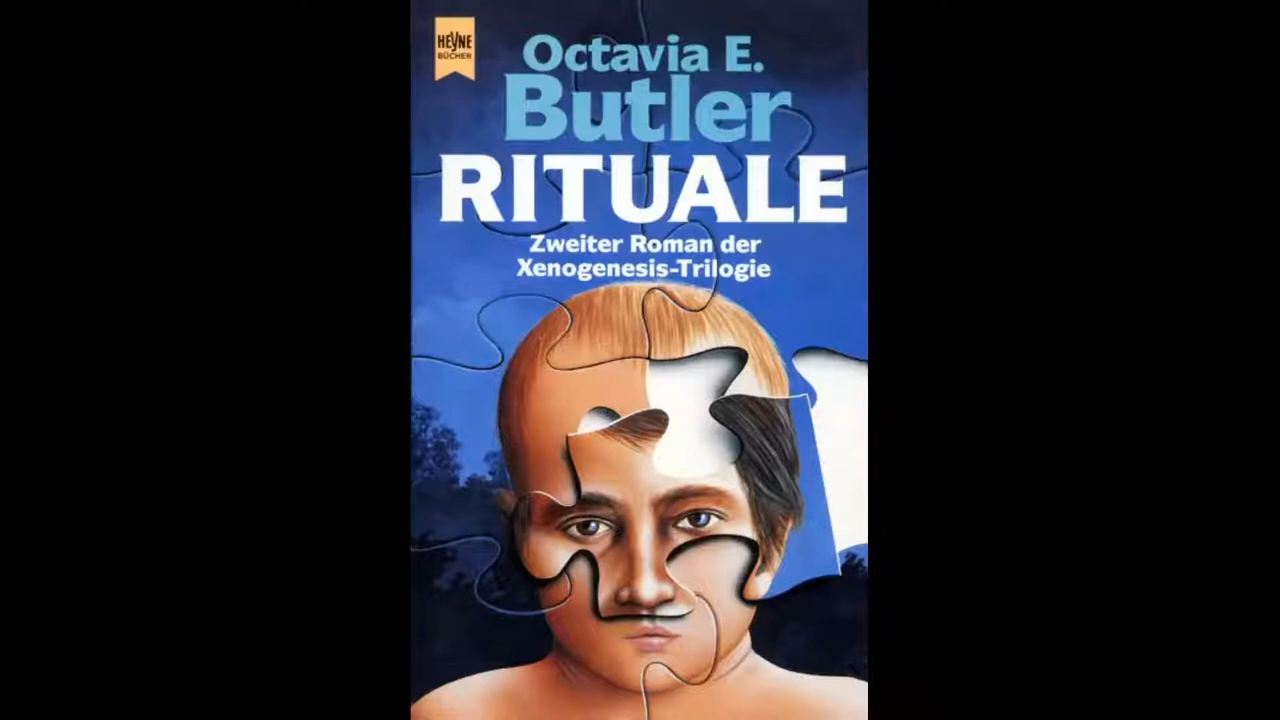 HEYNE
BÜCHER
Octavia E.
Butler
RITUALE
Zweiter Roman der
Xenogenesis-Trilogie